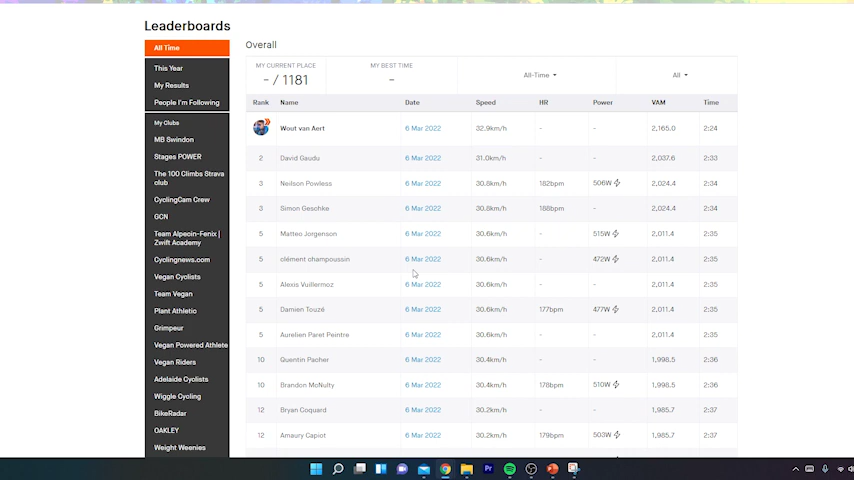 Leaderboards
All Time
This Year
My Results
People I'm Following
My Clubs
MB Swindon
Stages POWER
The 100 Climbs Strava
club
CyclingCam Crew
GCN
Team Alpecin-Fenix |
Zwift Academy
Cyclingnews.com
Vegan Cyclists
Team Vegan
Plant Athletic
Grimpeur
Vegan Powered Athlete
Vegan Riders
Adelaide Cyclists
Wiggle Cycling
BikeRadar
OAKLEY
Weight Weenies
Overall
MY CURRENT PLACE
- / 1181
MY BEST TIME
-
All-Time
All
Rank Name Date Speed HR Power VAM Time
Wout van Aert 6 Mar 2022 32.9km/h - - 2,165.0 2:24
2 David Gaudu 6 Mar 2022 31.0km/h - - 2,037.6 2:33
3 Neilson Powless 6 Mar 2022 30.8km/h 182bpm 506W 2,024.4 2:34
3 Simon Geschke 6 Mar 2022 30.8km/h 188bpm - 2,024.4 2:34
5 Matteo Jorgenson 6 Mar 2022 30.6km/h - 515W 2,011.4 2:35
5 clément champoussin 6 Mar 2022 30.6km/h - 472W 2,011.4 2:35
5 Alexis Vuillermoz 6 Mar 2022 30.6km/h - - 2,011.4 2:35
5 Damien Touzé 6 Mar 2022 30.6km/h 177bpm 477W 2,011.4 2:35
5 Aurelien Paret Peintre 6 Mar 2022 30.6km/h - - 2,011.4 2:35
10 Quentin Pacher 6 Mar 2022 30.4km/h - - 1,998.5 2:36
10 Brandon McNulty 6 Mar 2022 30.4km/h 178bpm 510W 1,998.5 2:36
12 Bryan Coquard 6 Mar 2022 30.2km/h - - 1,985.7 2:37
12 Amaury Capiot 6 Mar 2022 30.2km/h 179bpm 503W 1,985.7 2:37